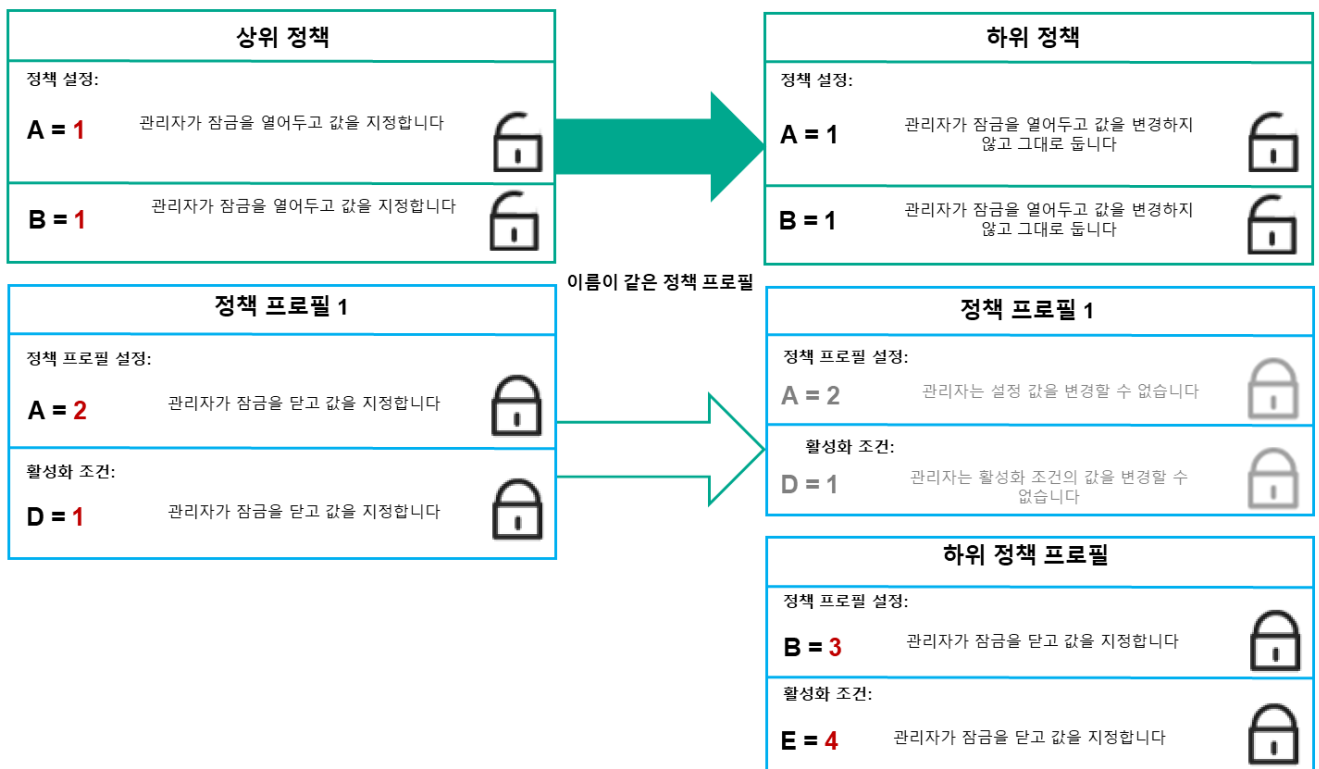 상위 정책
정책 설정:
A = 1
관리자가 잠금을 열어두고 값을 지정합니다
B = 1
관리자가 잠금을 열어두고 값을 지정합니다
하위 정책
정책 설정:
A = 1
관리자가 잠금을 열어두고 값을 변경하지
않고 그대로 둡니다
B = 1
관리자가 잠금을 열어두고 값을 변경하지
않고 그대로 둡니다
이름이 같은 정책 프로필
정책 프로필 1
정책 프로필 설정:
A = 2
관리자가 잠금을 닫고 값을 지정합니다
활성화 조건:
D = 1
관리자가 잠금을 닫고 값을 지정합니다
정책 프로필 1
정책 프로필 설정:
A = 2
관리자는 설정 값을 변경할 수 없습니다
활성화 조건:
D = 1
관리자는 활성화 조건의 값을 변경할 수
없습니다
하위 정책 프로필
정책 프로필 설정:
B = 3
관리자가 잠금을 닫고 값을 지정합니다
활성화 조건:
E = 4
관리자가 잠금을 닫고 값을 지정합니다